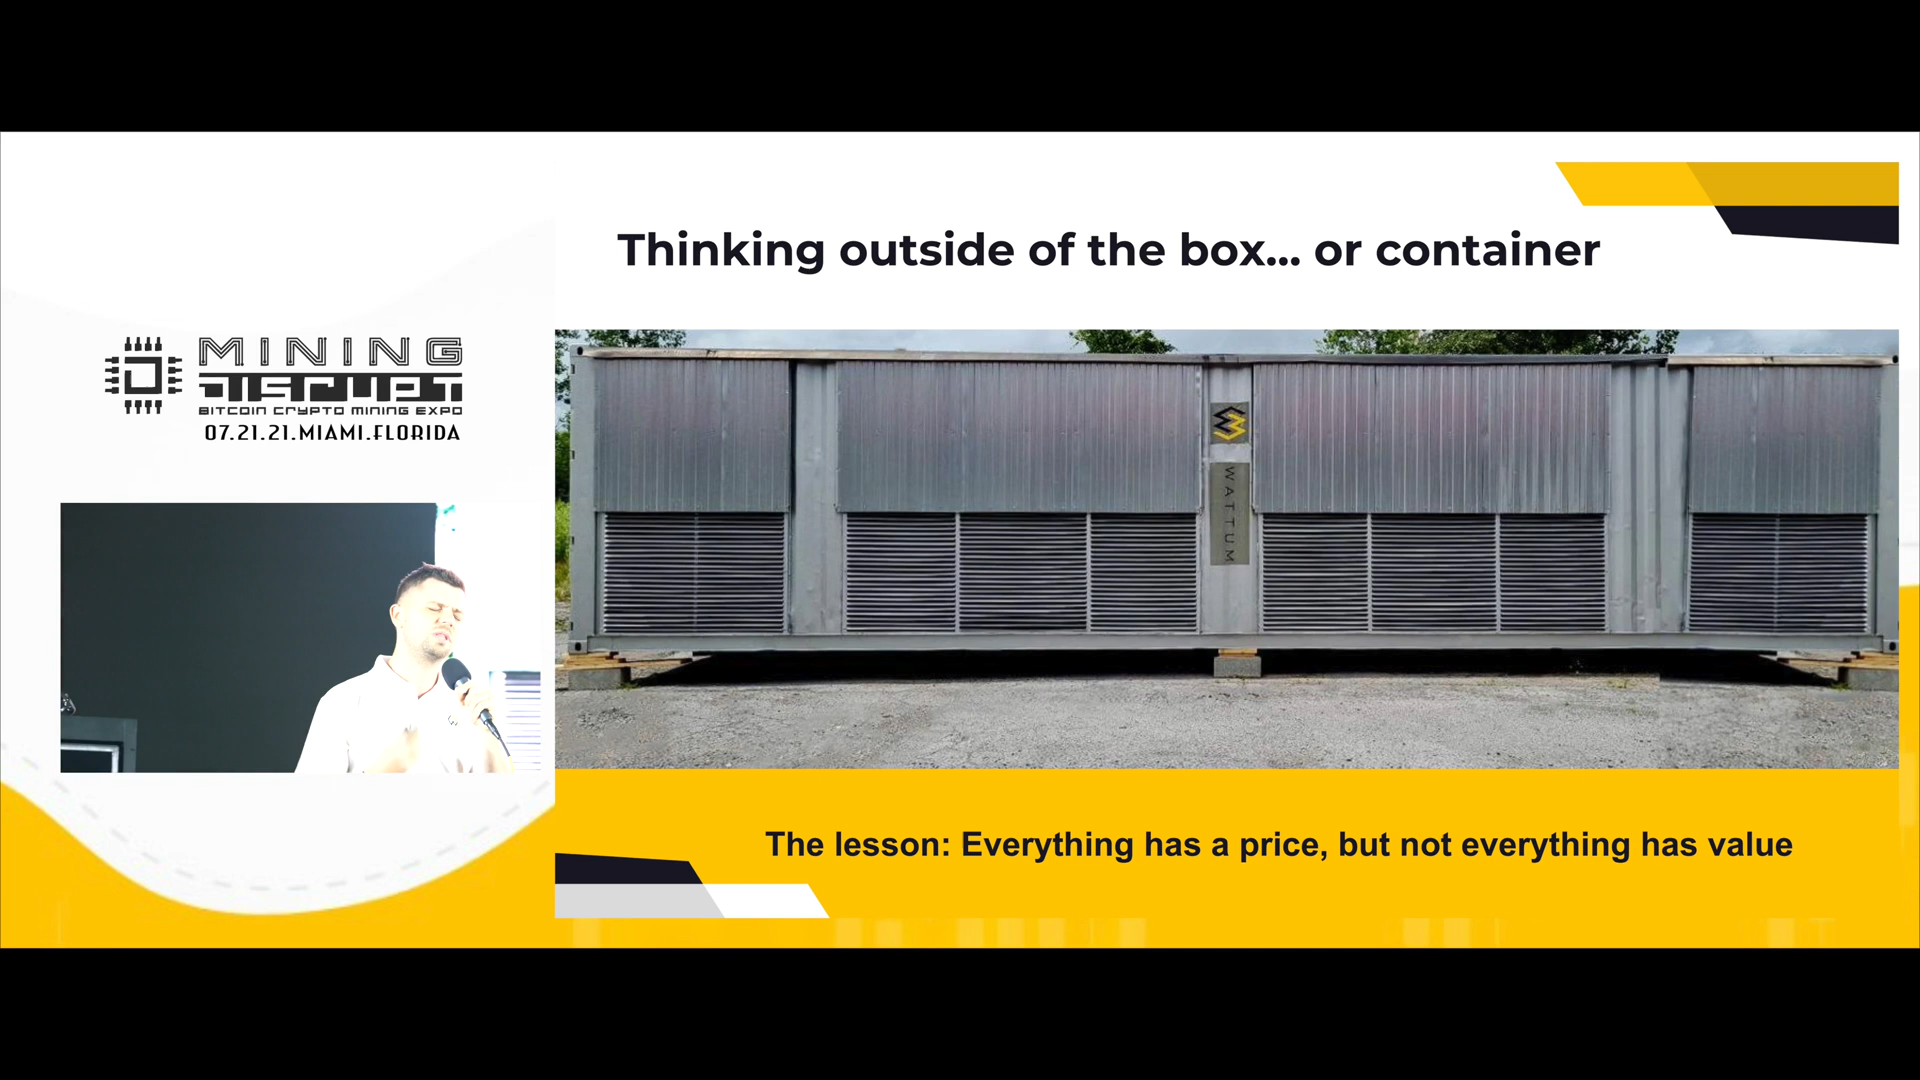 Thinking outside of the box... or container
MINING
DISRUPT
BITCOIN CRYPTO MINING EXPO
07.21.21.MIAMI.FLORIDA
WATTUM
The lesson: Everything has a price, but not everything has value